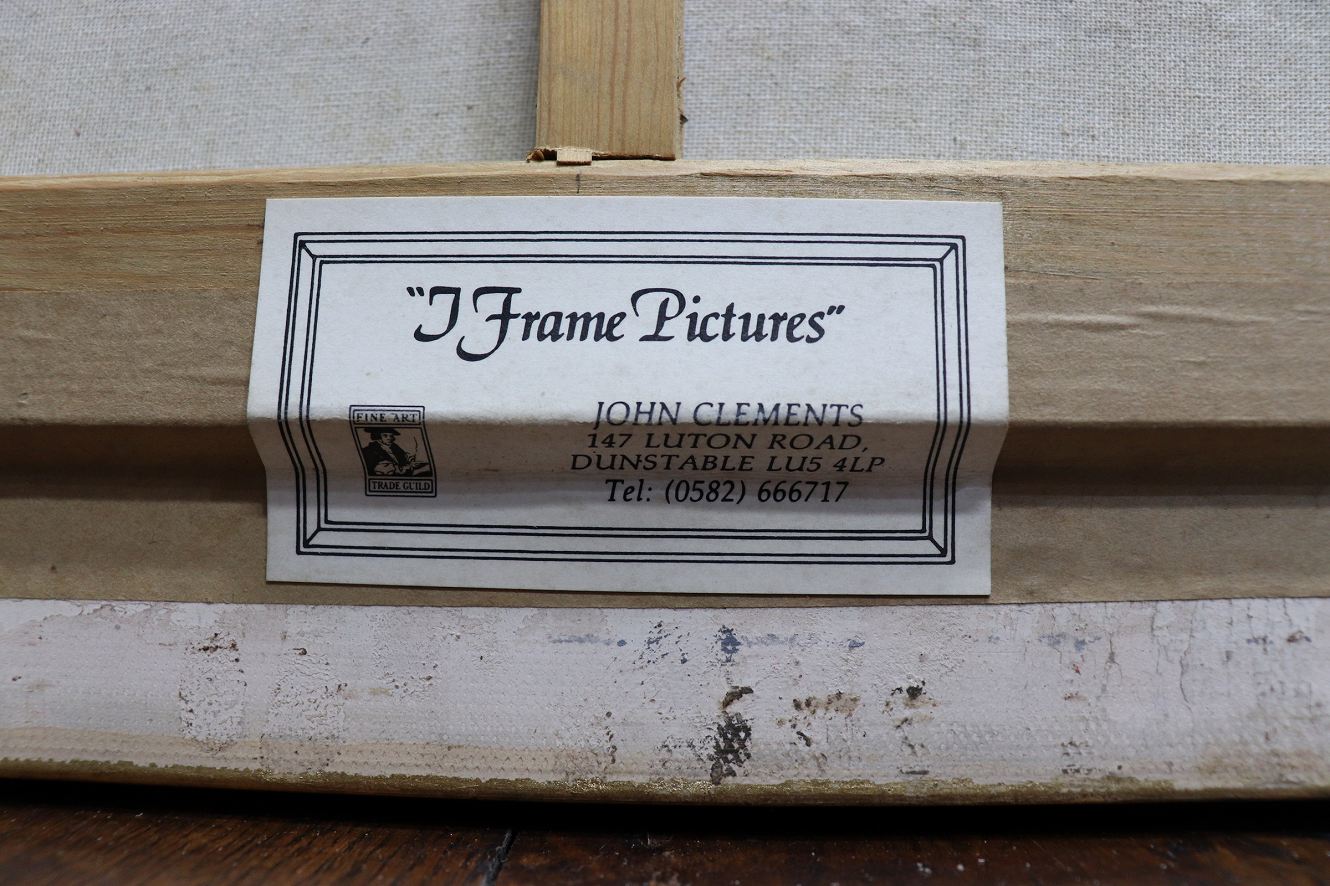 "I Frame Pictures"
FINE ART
TRADE GUILD
JOHN CLEMENTS
147 LUTON ROAD,
DUNSTABLE LU5 4LP
Tel: (0582) 666717